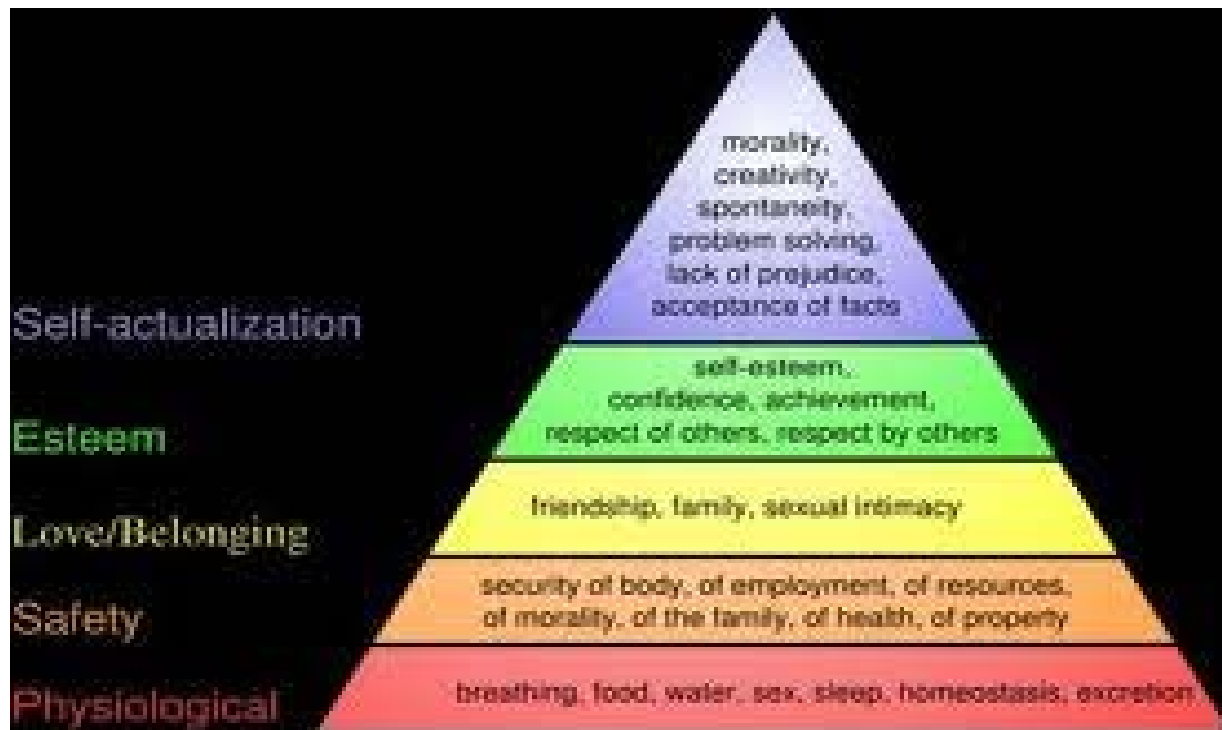 morality,
creativity,
spontaneity,
problem solving,
lack of prejudice,
acceptance of facts
Self-actualization
self-esteem,
confidence, achievement,
respect of others, respect by others
Esteem
friendship, family, sexual intimacy
Love/Belonging
security of body, of employment, of resources,
of morality, of the family, of health, of property
Safety
breathing, food, water, sex, sleep, homeostasis, excretion
Physiological